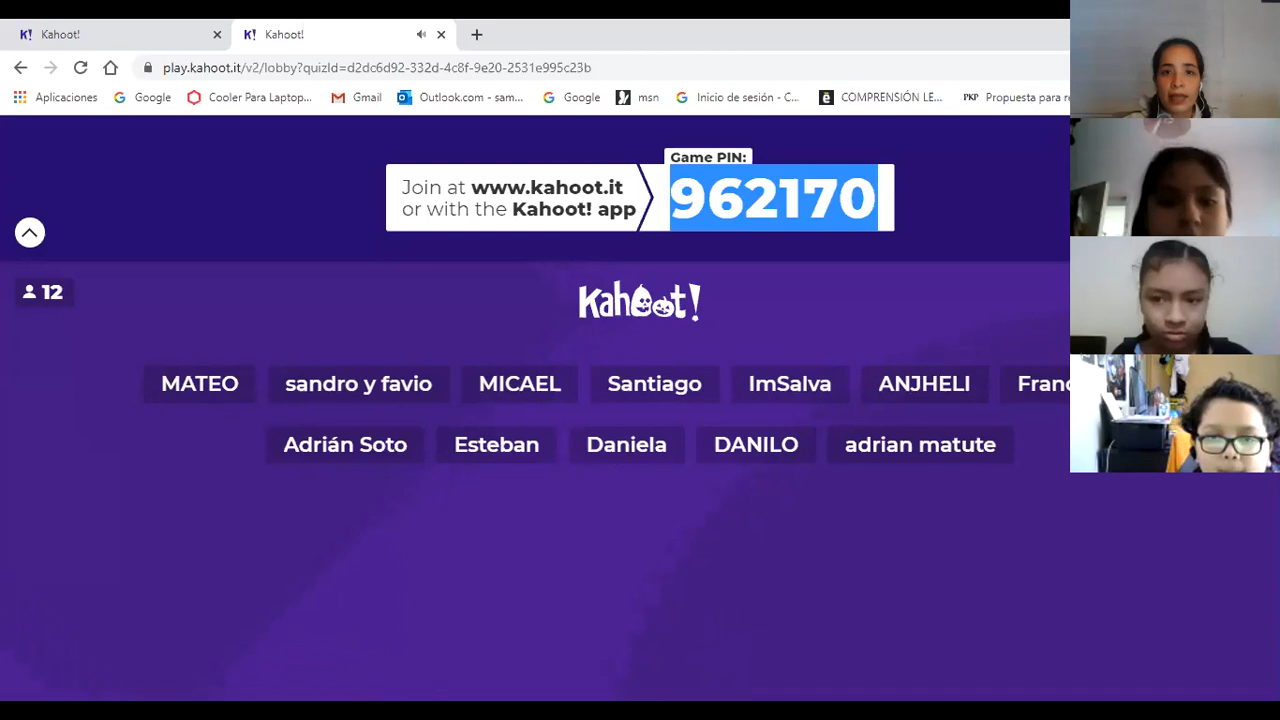 Kahoot!
Kahoot!
play.kahoot.it/v2/lobby?quizId=d2dc6d92-332d-4c8f-9e20-2531e995c23b
Aplicaciones Google Cooler Para Laptop... Gmail Outlook.com - sam... Google msn Inicio de sesión - C... COMPRENSIÓN LE... PKP Propuesta para re
Game PIN:
Join at www.kahoot.it
or with the Kahoot! app
962170
12
Kahoot!
MATEO sandro y favio MICAEL Santiago ImSalva ANJHELI Franc
Adrián Soto Esteban Daniela DANILO adrian matute